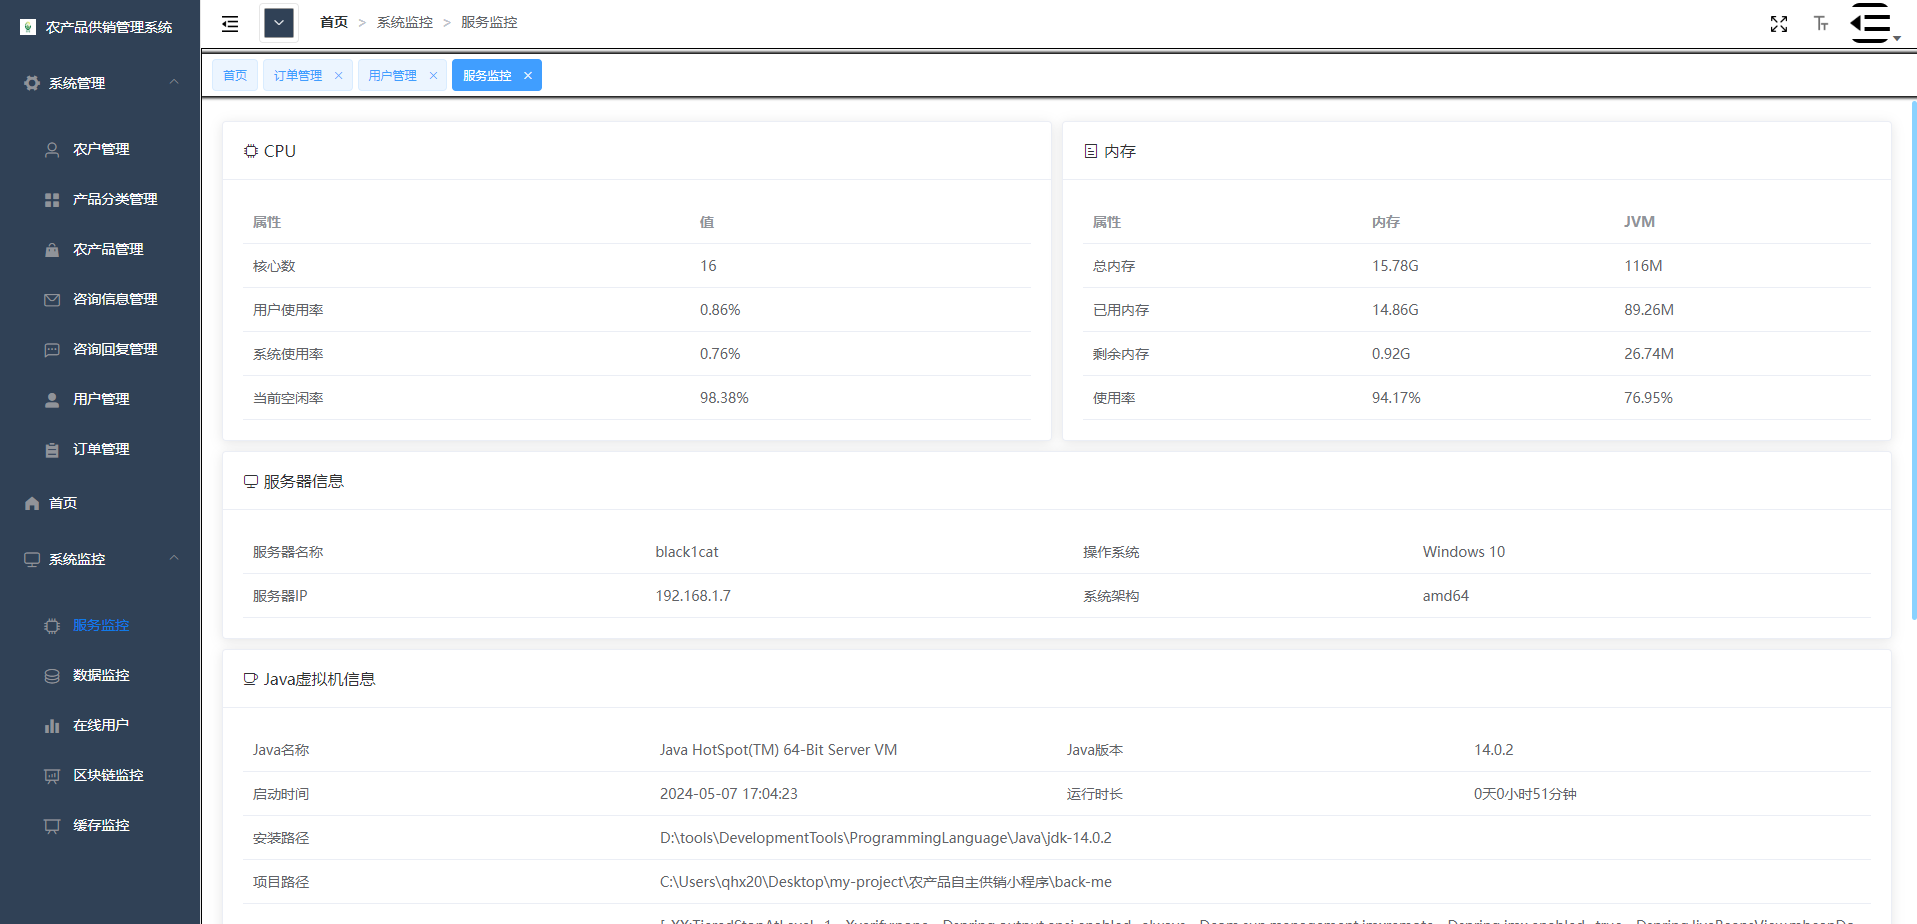 农产品供销管理系统
系统管理
农户管理
产品分类管理
农产品管理
咨询信息管理
咨询回复管理
用户管理
订单管理
首页
系统监控
服务监控
数据监控
在线用户
区块链监控
缓存监控
首页 > 系统监控 > 服务监控
首页 订单管理 × 用户管理 × 服务监控 ×
CPU
属性 值
核心数 16
用户使用率 0.86%
系统使用率 0.76%
当前空闲率 98.38%
内存
属性 内存 JVM
总内存 15.78G 116M
已用内存 14.86G 89.26M
剩余内存 0.92G 26.74M
使用率 94.17% 76.95%
服务器信息
服务器名称 black1cat 操作系统 Windows 10
服务器IP 192.168.1.7 系统架构 amd64
Java虚拟机信息
Java名称 Java HotSpot(TM) 64-Bit Server VM Java版本 14.0.2
启动时间 2024-05-07 17:04:23 运行时长 0天0小时51分钟
安装路径 D:\tools\DevelopmentTools\ProgrammingLanguage\Java\jdk-14.0.2
项目路径 C:\Users\qhx20\Desktop\my-project\农产品自主供销小程序\back-me